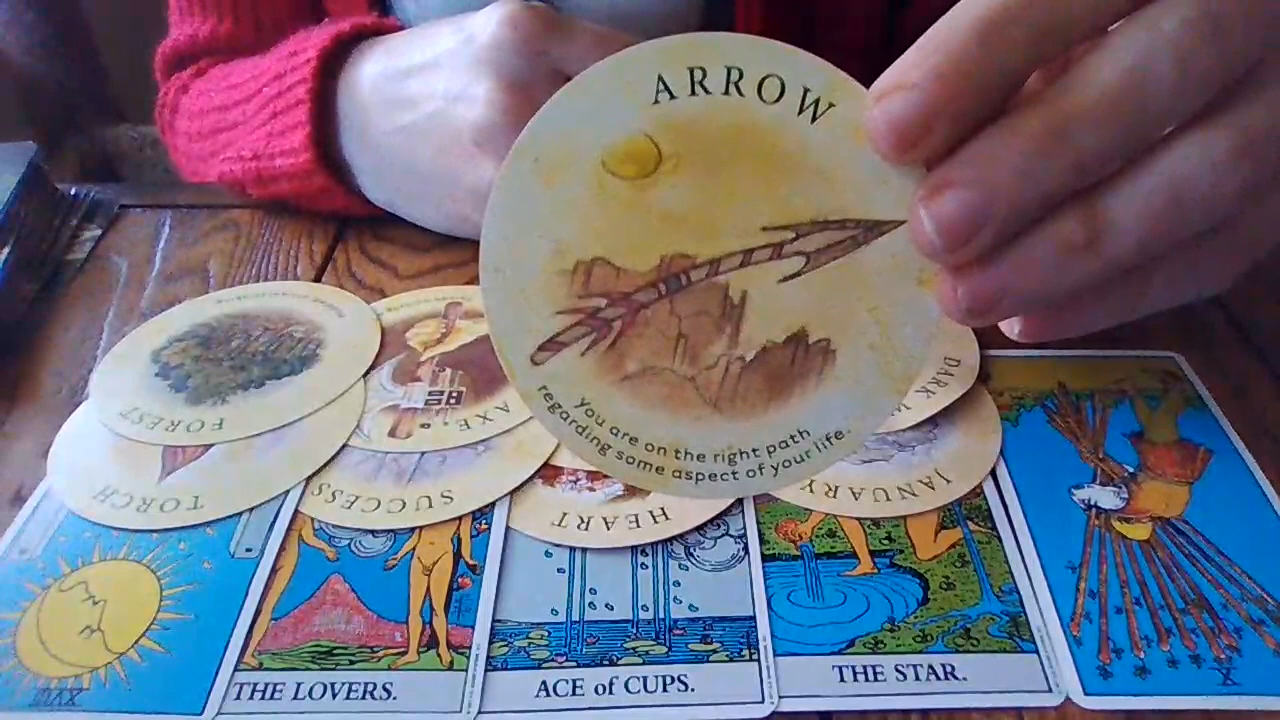 ARROW
You are on the right path
regarding some aspect of your life.
FOREST
AXE
DARK
TORCH
SUCCESS
HEART
JANUARY
XVIII
THE LOVERS.
ACE of CUPS.
THE STAR.
X